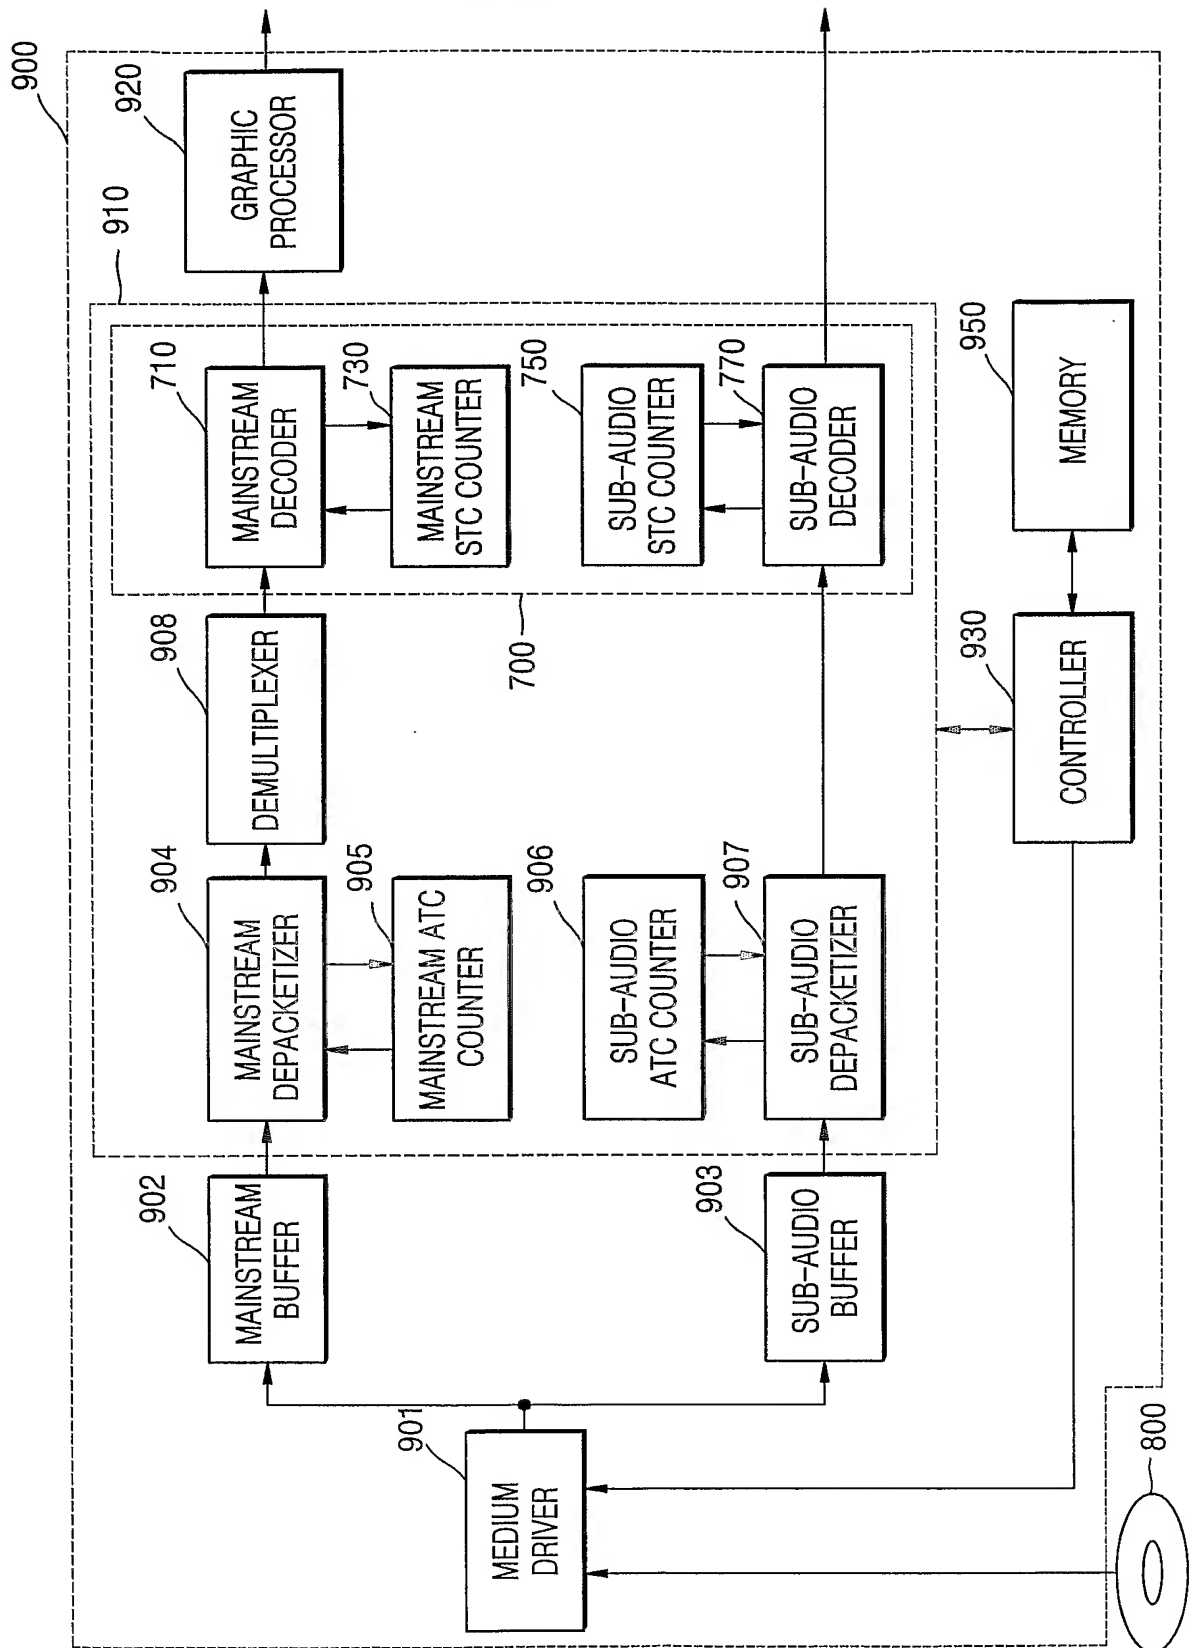 900
920
GRAPHIC
PROCESSOR
910
710
MAINSTREAM
DECODER
730
MAINSTREAM
STC COUNTER
750
SUB-AUDIO
STC COUNTER
770
SUB-AUDIO
DECODER
700
908
DEMULTIPLEXER
904
MAINSTREAM
DEPACKETIZER
905
MAINSTREAM ATC
COUNTER
906
SUB-AUDIO
ATC COUNTER
907
SUB-AUDIO
DEPACKETIZER
902
MAINSTREAM
BUFFER
903
SUB-AUDIO
BUFFER
901
MEDIUM
DRIVER
950
MEMORY
930
CONTROLLER
800